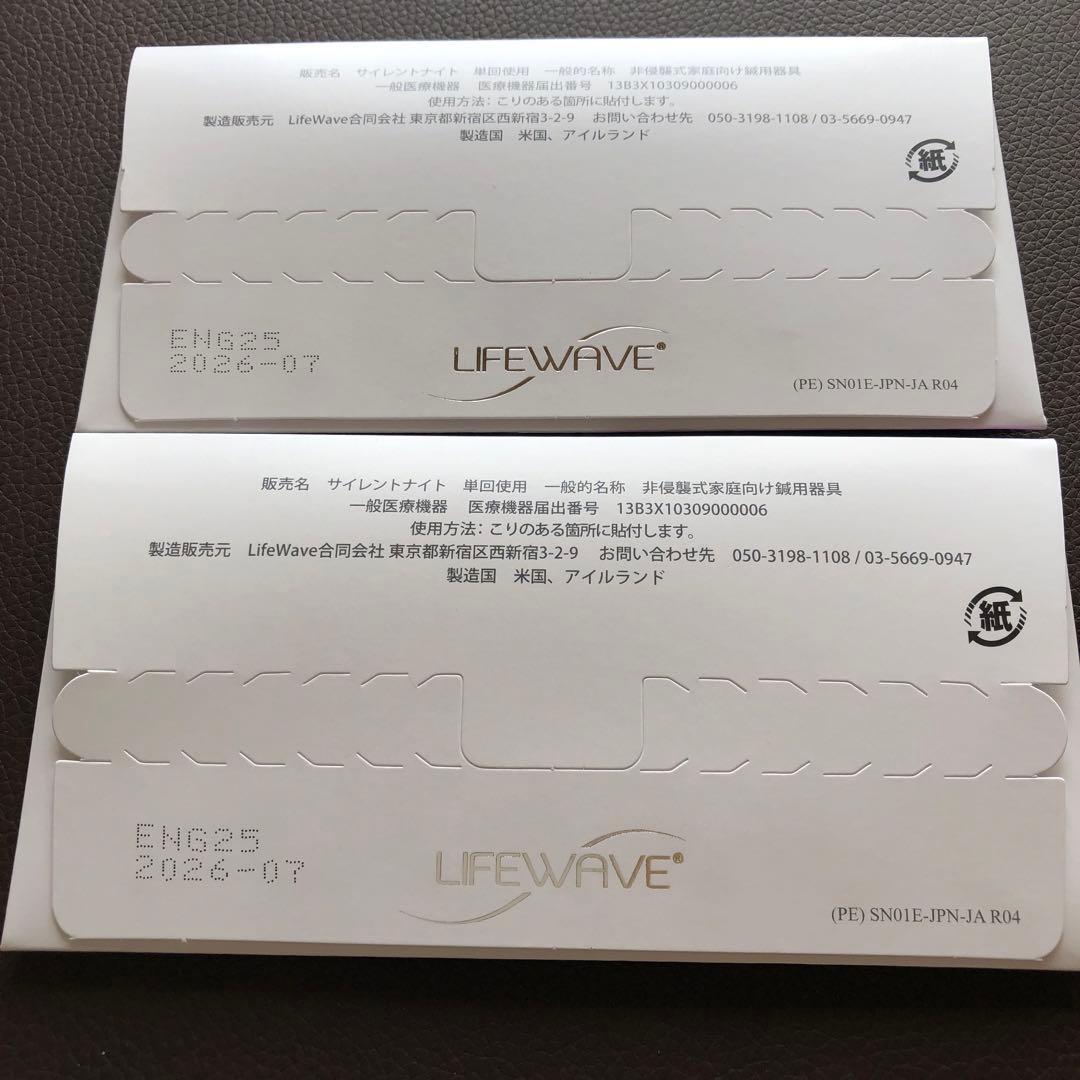 販売名 サイレントナイト 単回使用 一般的名称 非侵襲式家庭向け鍼用器具
一般医療機器 医療機器届出番号 13B3X10309000006
使用方法：こりのある箇所に貼付します。
製造販売元 LifeWave合同会社 東京都新宿区西新宿3-2-9 お問い合わせ先 050-3198-1108 / 03-5669-0947
製造国 米国、アイルランド
紙
ENG25
2026-07
LIFEWAVE®
(PE) SN01E-JPN-JA R04
販売名 サイレントナイト 単回使用 一般的名称 非侵襲式家庭向け鍼用器具
一般医療機器 医療機器届出番号 13B3X10309000006
使用方法：こりのある箇所に貼付します。
製造販売元 LifeWave合同会社 東京都新宿区西新宿3-2-9 お問い合わせ先 050-3198-1108 / 03-5669-0947
製造国 米国、アイルランド
紙
ENG25
2026-07
LIFEWAVE®
(PE) SN01E-JPN-JA R04